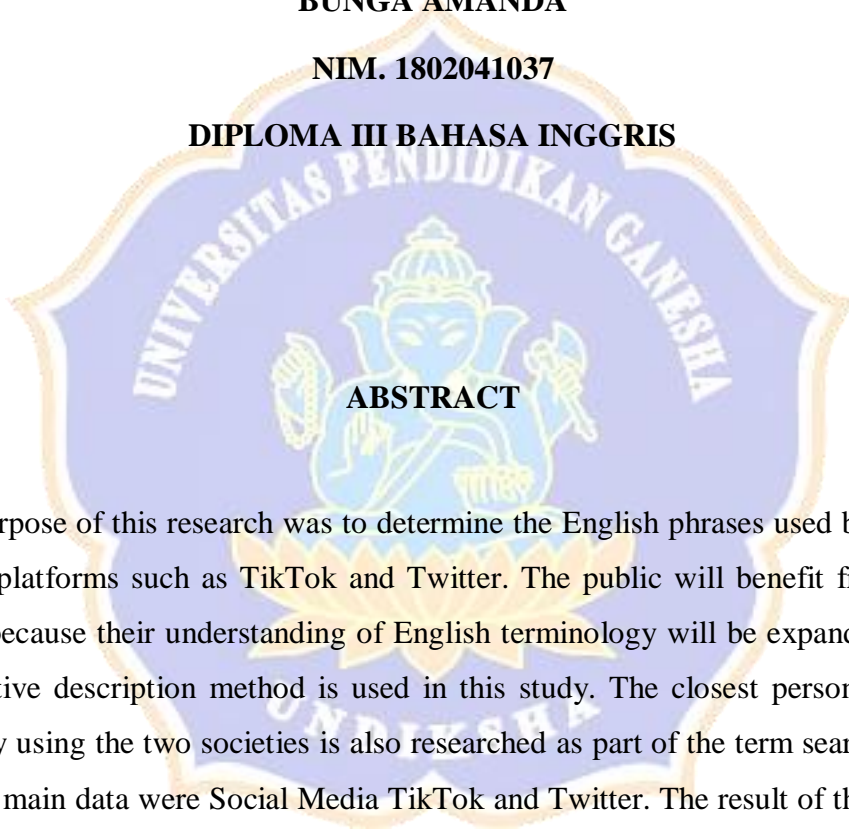 BUNGA AMANDA
NIM. 1802041037
DIPLOMA III BAHASA INGGRIS
UNIVERSITAS PENDIDIKAN GANESHA
ABSTRACT
rpose of this research was to determine the English phrases used b
platforms such as TikTok and Twitter. The public will benefit fi
because their understanding of English terminology will be expand
tive description method is used in this study. The closest person
y using the two societies is also researched as part of the term sear
UNDIKSHA
main data were Social Media TikTok and Twitter. The result of th